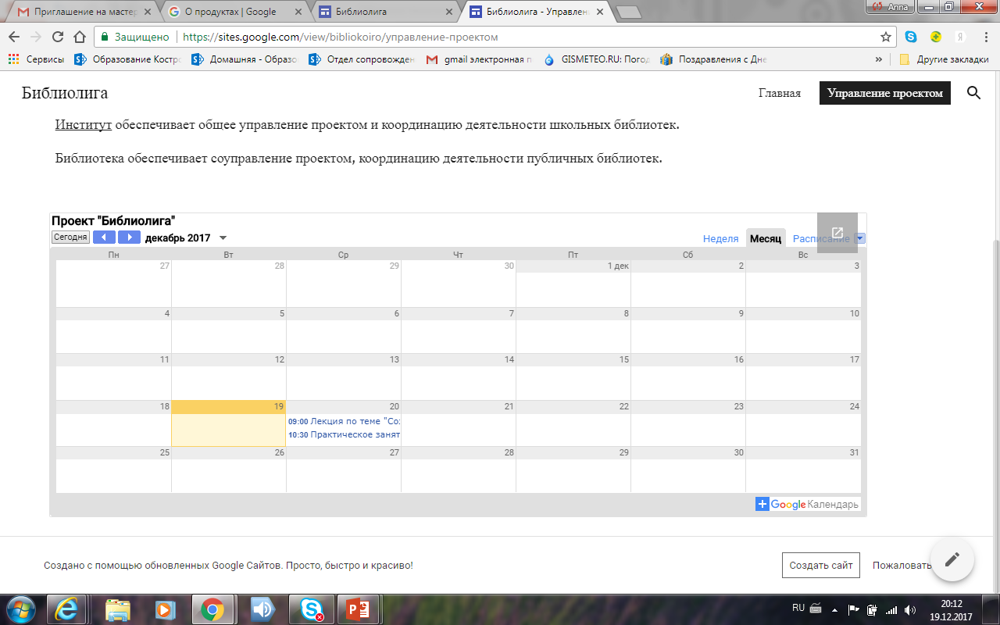 Приглашение на мастер
О продуктах | Google
Библиолига
Библиолига - Управлен
Anna
Защищено
https://sites.google.com/view/bibliokoiro/управление-проектом
Сервисы
Образование Костро
Домашняя - Образо
Отдел сопровожден
gmail электронная п
GISMETEO.RU: Погод
Поздравления с Дне
»
Другие закладки
Библиолига
Главная
Управление проектом
Институт обеспечивает общее управление проектом и координацию деятельности школьных библиотек.
Библиотека обеспечивает соуправление проектом, координацию деятельности публичных библиотек.
Проект "Библиолига"
Сегодня
декабрь 2017
Неделя
Месяц
Расписание
Пн Вт Ср Чт Пт Сб Вс
27 28 29 30 1 дек 2 3
4 5 6 7 8 9 10
11 12 13 14 15 16 17
18 19 20 21 22 23 24
09:00 Лекция по теме "Со
10:30 Практическое занят
25 26 27 28 29 30 31
Google Календарь
Создано с помощью обновленных Google Сайтов. Просто, быстро и красиво!
Создать сайт
Пожаловать
RU
20:12
19.12.2017